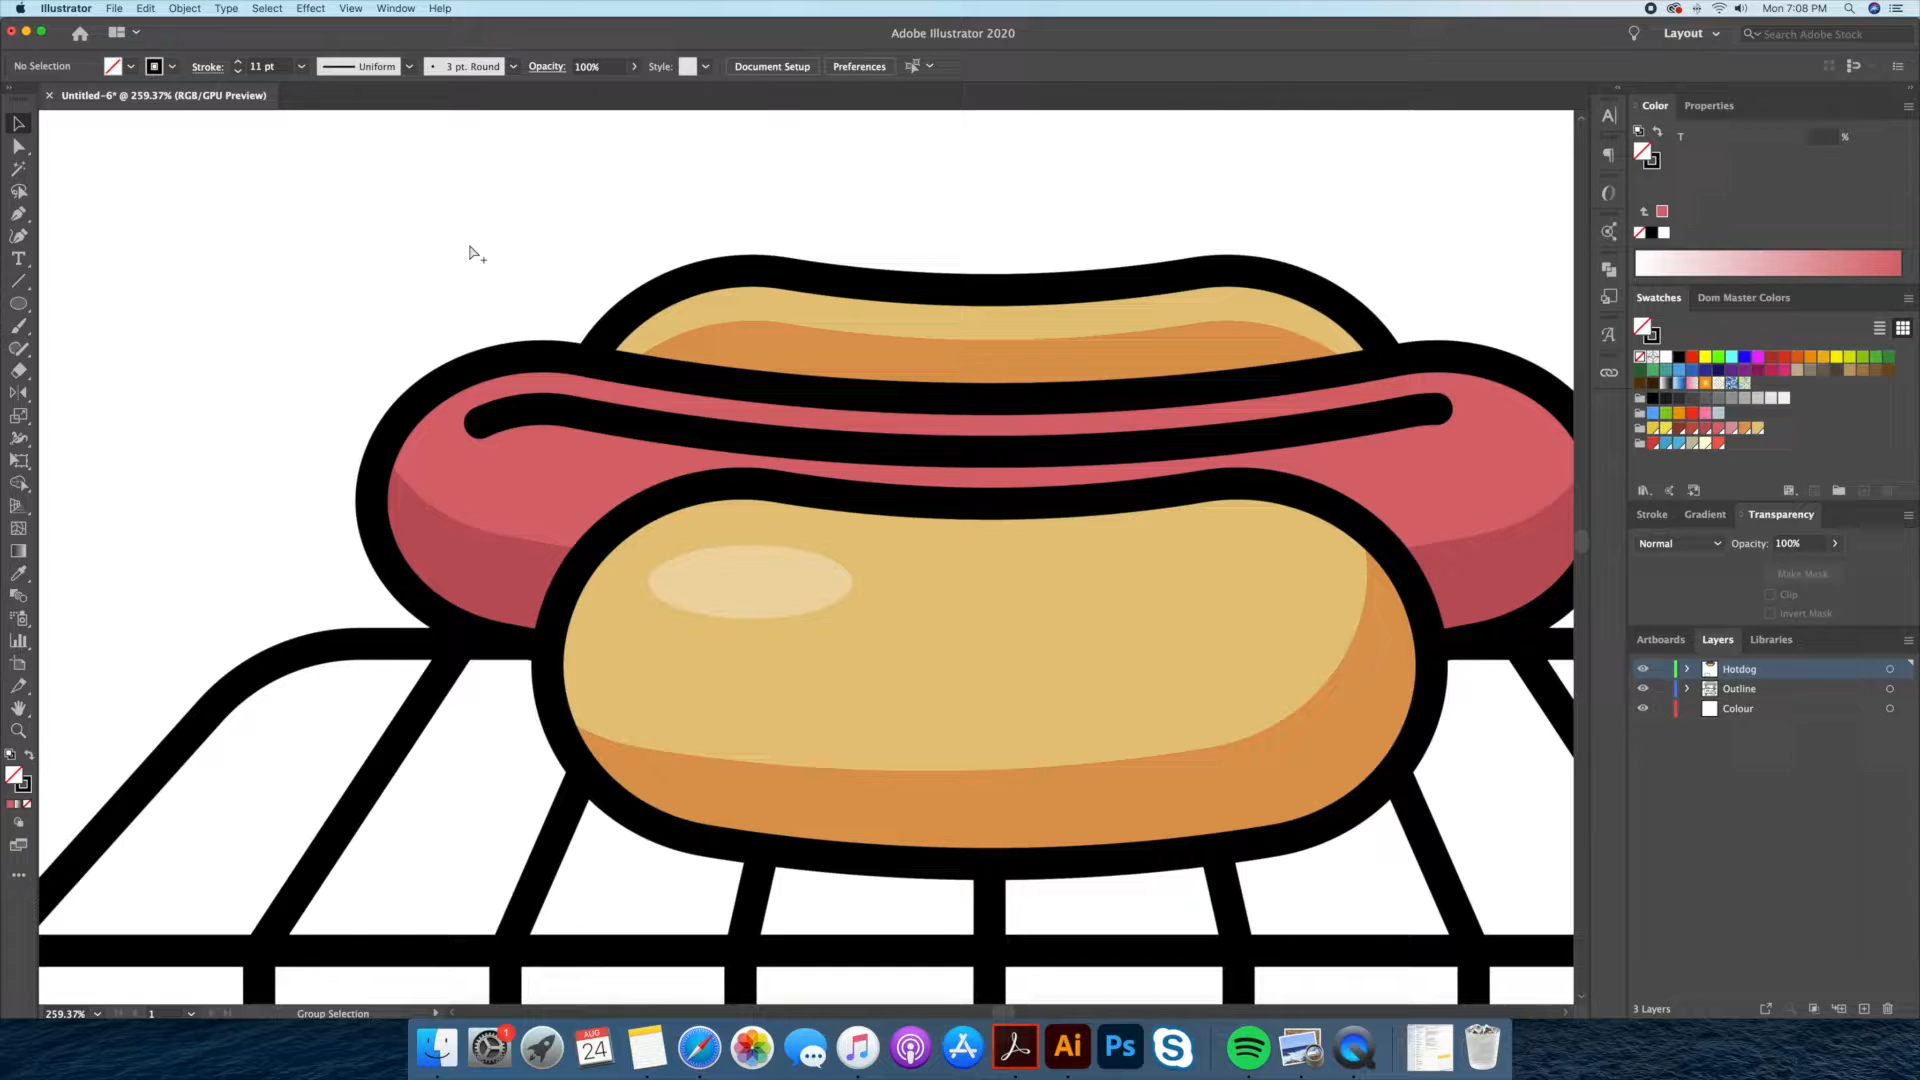 Illustrator File Edit Object Type Select Effect View Window Help
Mon 7:08 PM
Adobe Illustrator 2020
Layout
Search Adobe Stock
No Selection
Stroke:
11 pt
Uniform
3 pt. Round
Opacity:
100%
Style:
Document Setup
Preferences
Untitled-6* @ 259.37% (RGB/GPU Preview)
Color
Properties
T
%
Swatches
Dom Master Colors
Stroke
Gradient
Transparency
Normal
Opacity:
100%
Make Mask
Clip
Invert Mask
Artboards
Layers
Libraries
Hotdog
Outline
Colour
3 Layers
259.37%
1
Group Selection
1
AUG
24
Ai
Ps